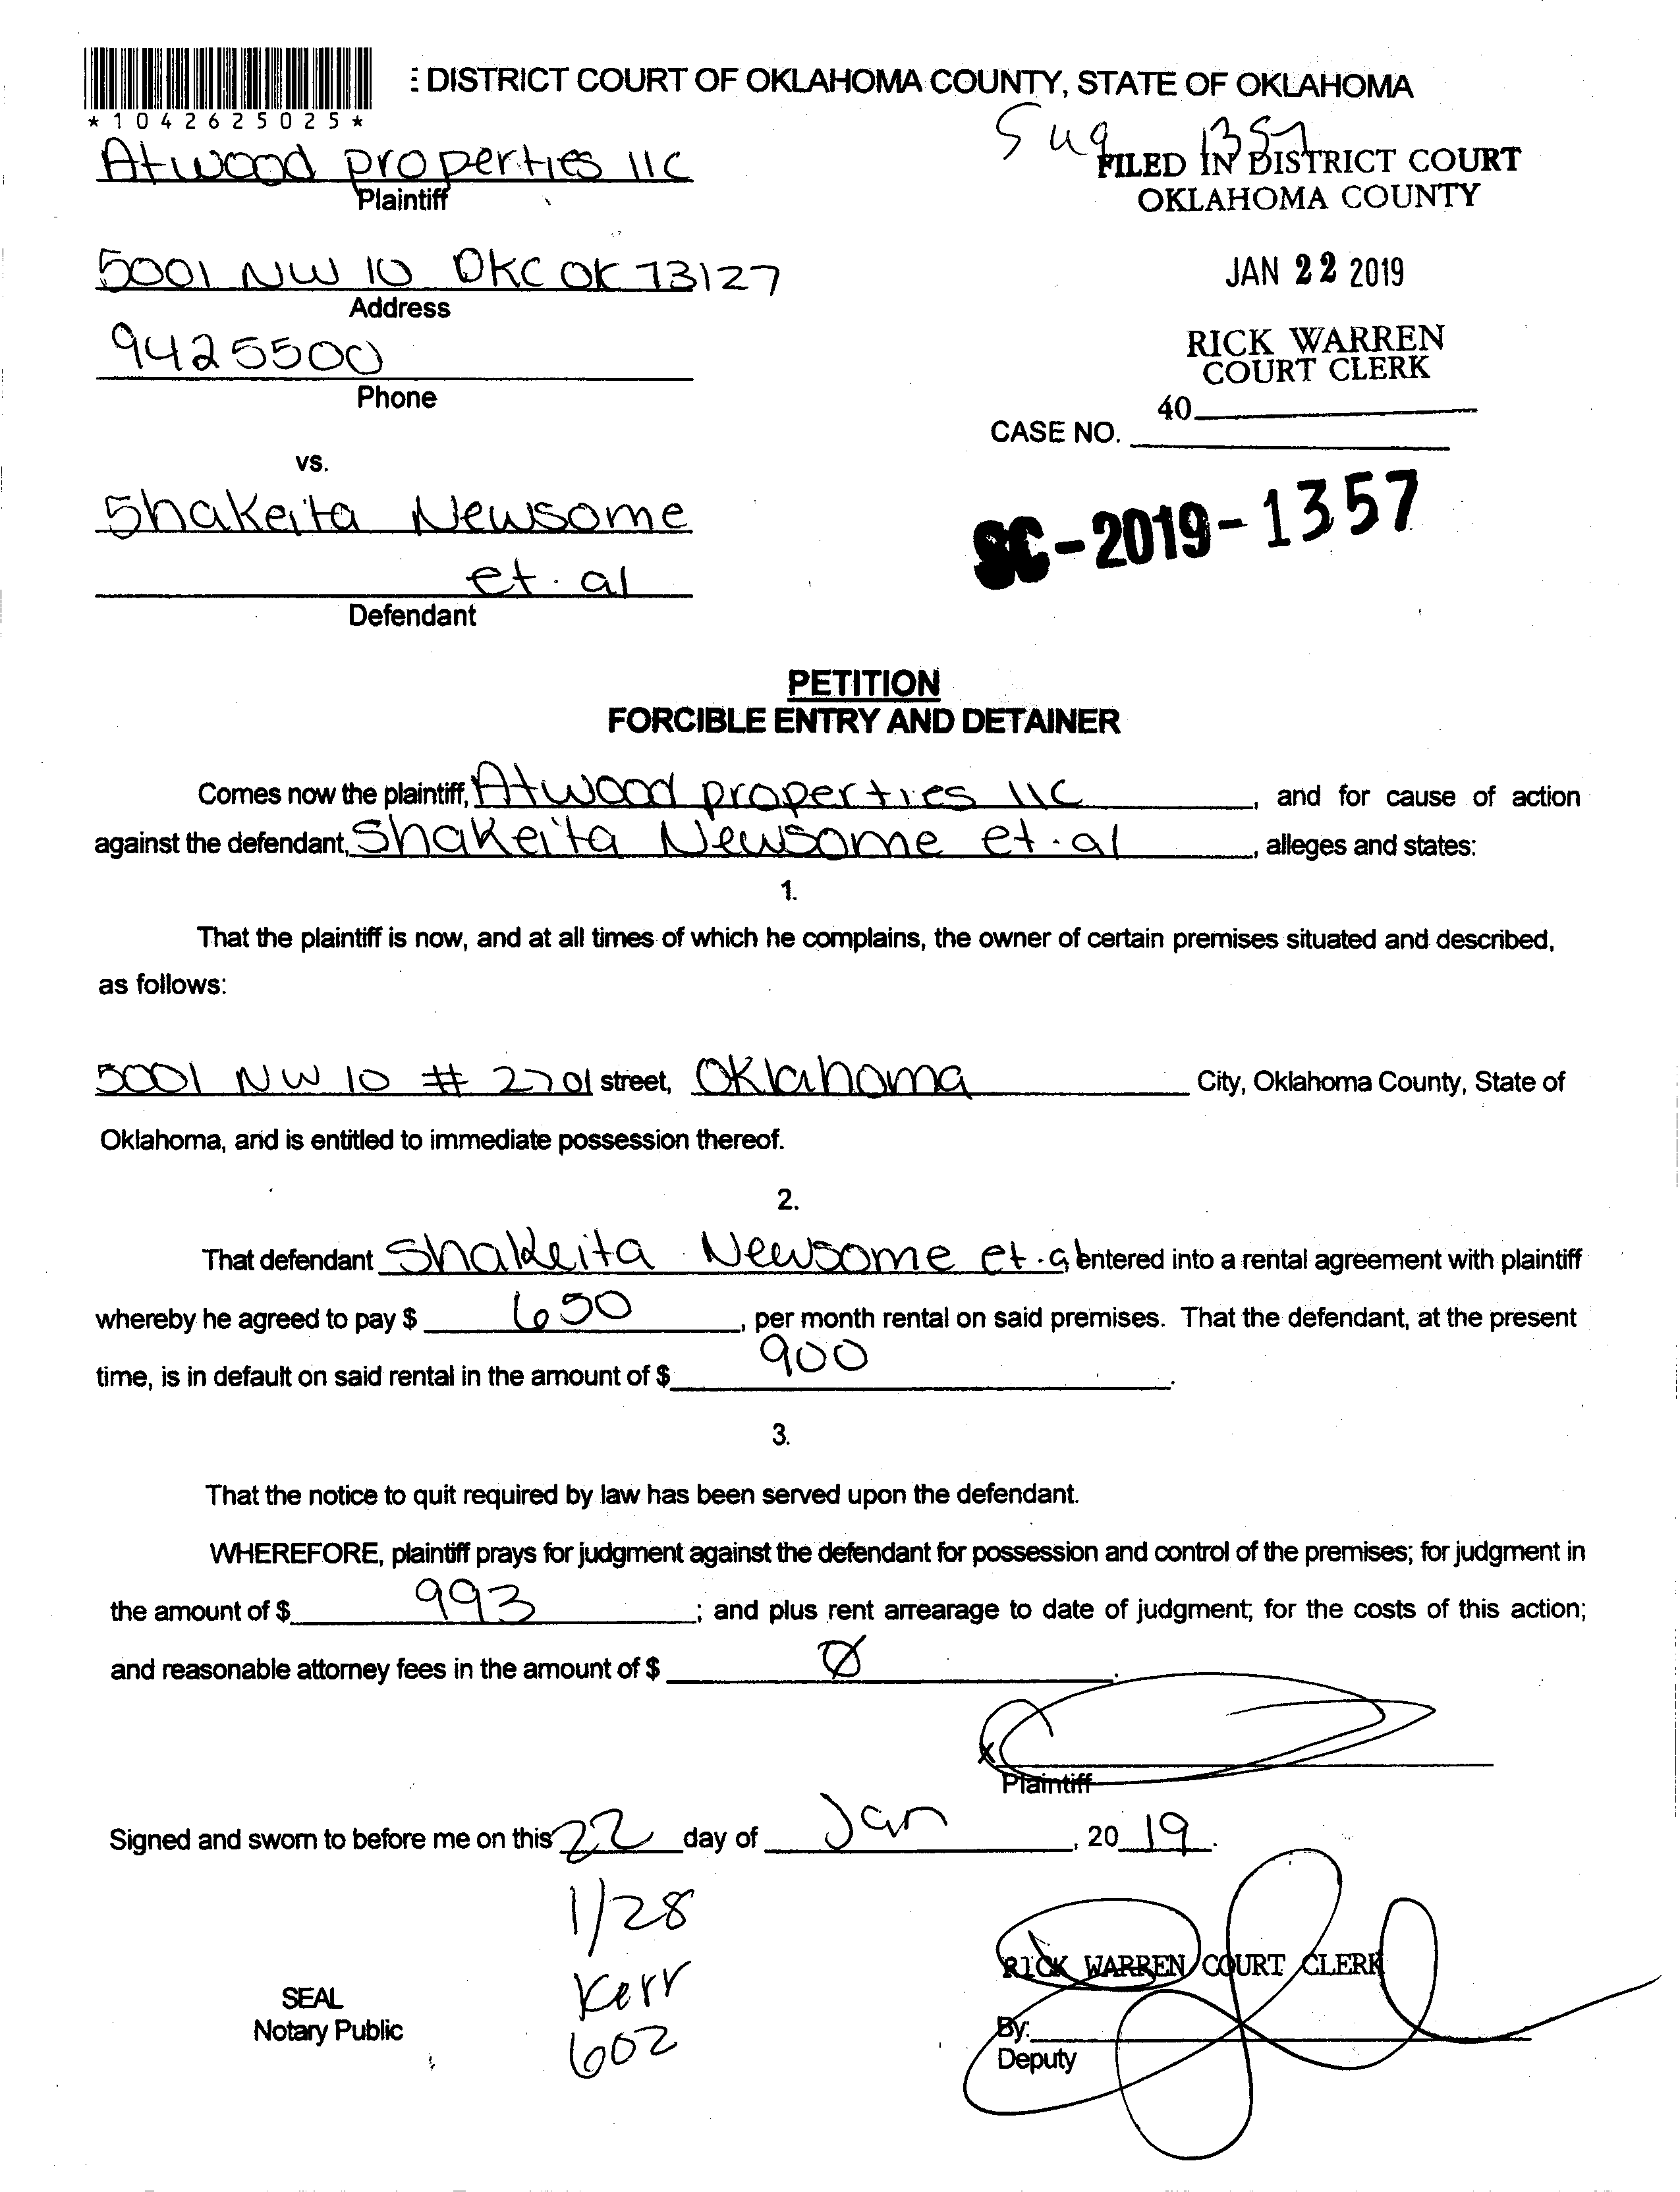 : DISTRICT COURT OF OKLAHOMA COUNTY, STATE OF OKLAHOMA
*1042625025*
Atwood properties llc
Plaintiff
1357
FILED IN DISTRICT COURT
OKLAHOMA COUNTY
5001 NW 10 OKC OK 73127
Address
JAN 22 2019
9425500
Phone
RICK WARREN
COURT CLERK
40
CASE NO.
vs.
Shakeita Newsome
et. al
Defendant
SC-2019-1357
PETITION
FORCIBLE ENTRY AND DETAINER
Comes now the plaintiff, Atwood properties llc, and for cause of action
against the defendant, Shakeita Newsome et. al, alleges and states:
1.
That the plaintiff is now, and at all times of which he complains, the owner of certain premises situated and described,
as follows:
5001 NW 10 # 2701 street, Oklahoma City, Oklahoma County, State of
Oklahoma, and is entitled to immediate possession thereof.
2.
That defendant Shakeita Newsome et. al entered into a rental agreement with plaintiff
whereby he agreed to pay $ 650, per month rental on said premises. That the defendant, at the present
time, is in default on said rental in the amount of $ 900.
3.
That the notice to quit required by law has been served upon the defendant.
WHEREFORE, plaintiff prays for judgment against the defendant for possession and control of the premises; for judgment in
the amount of $ 993; and plus rent arrearage to date of judgment; for the costs of this action;
and reasonable attorney fees in the amount of $ Ø.
x
Plaintiff
Signed and sworn to before me on this 22 day of Jan, 20 19.
1/28
Kerr
602
SEAL
Notary Public
RICK WARREN COURT CLERK
By:
Deputy